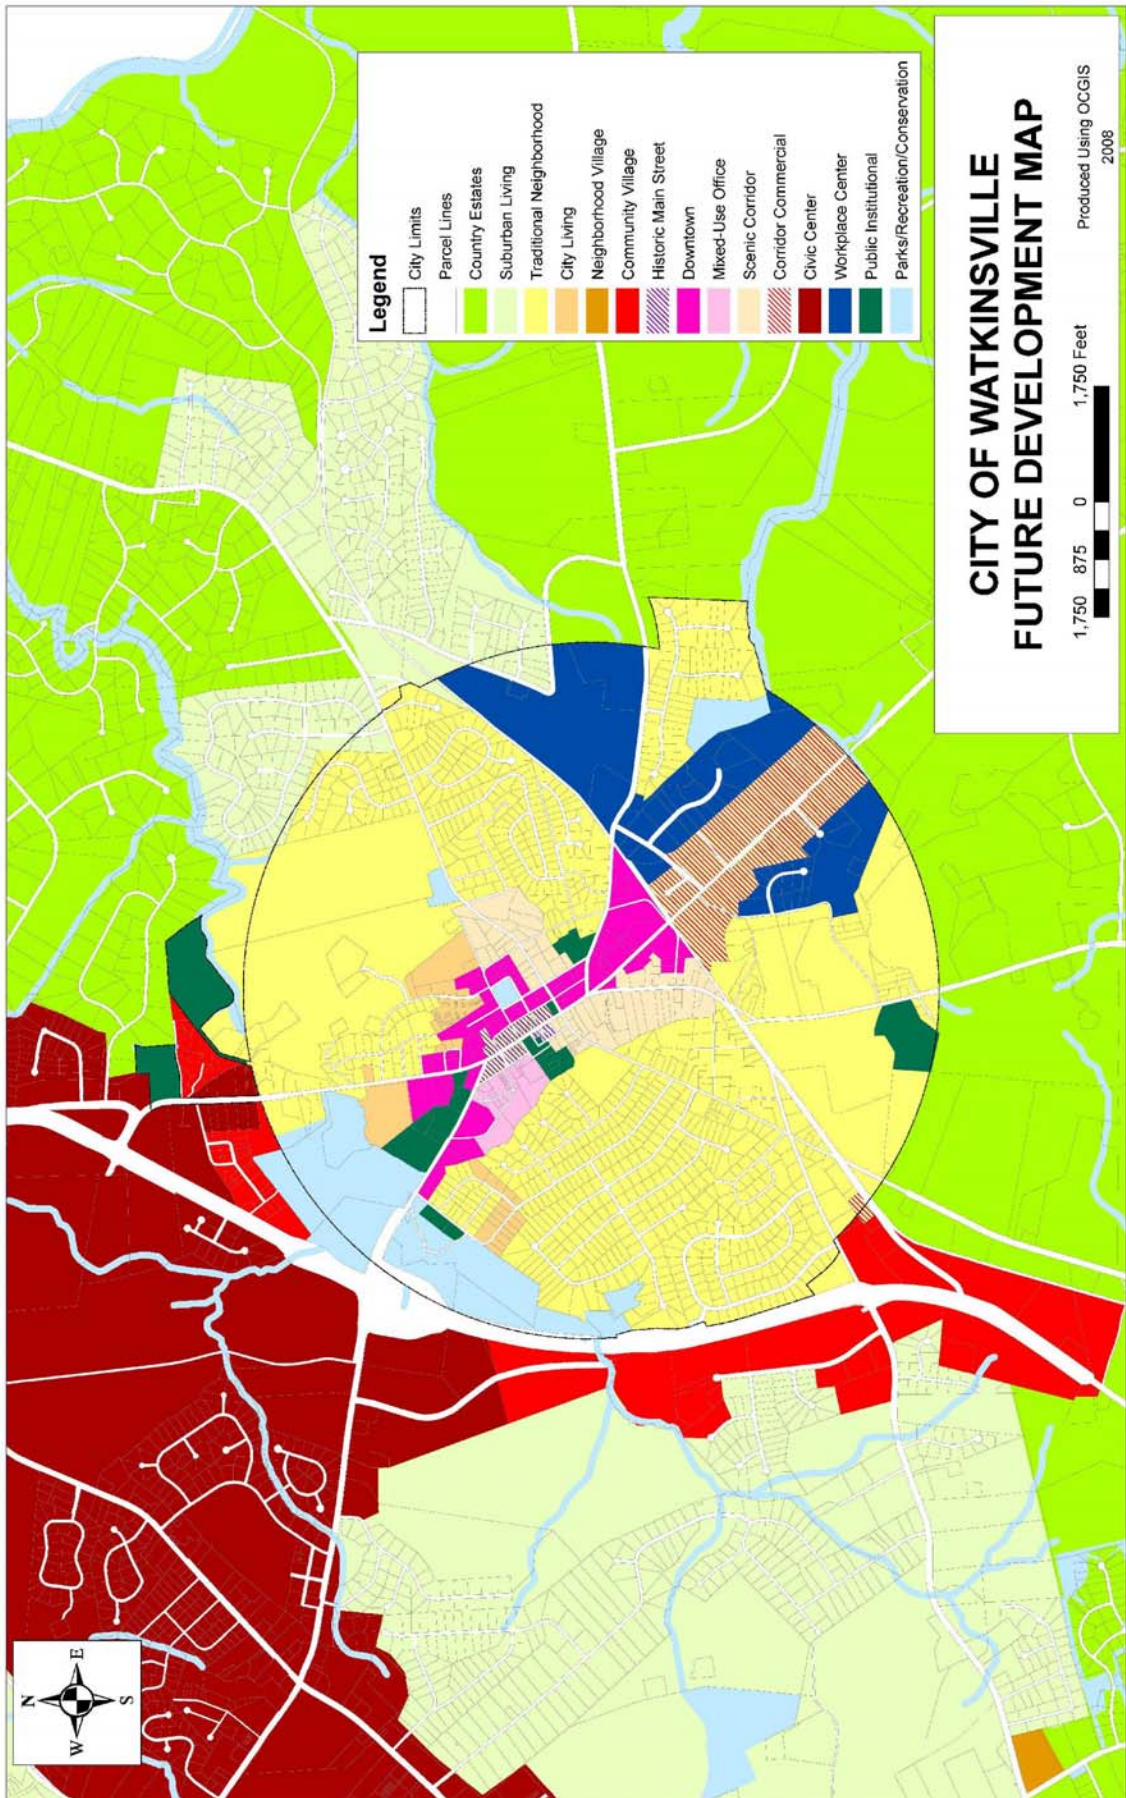 N
W
E
S
Legend
City Limits
Parcel Lines
Country Estates
Suburban Living
Traditional Neighborhood
City Living
Neighborhood Village
Community Village
Historic Main Street
Downtown
Mixed-Use Office
Scenic Corridor
Corridor Commercial
Civic Center
Workplace Center
Public Institutional
Parks/Recreation/Conservation
CITY OF WATKINSVILLE
FUTURE DEVELOPMENT MAP
1,750 875 0 1,750 Feet
Produced Using OCGIS
2008